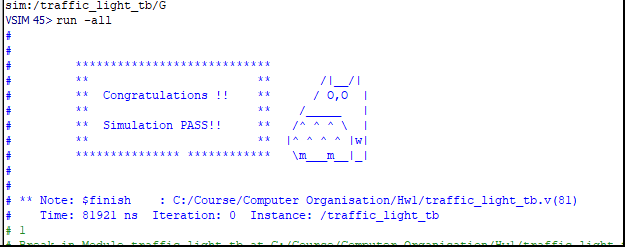 sim:/traffic_light_tb/G
VSIM 45> run -all
#
#
#         ****************************
#         **                        **       /|__/|
#         **  Congratulations !!    **      / O,O  |
#         **                        **    /_____   |
#         **  Simulation PASS!!     **   /^ ^ ^ \  |
#         **                        **  |^ ^ ^ ^ |w|
#         *************** ************   \m___m__|_|
#
#
# ** Note: $finish    : C:/Course/Computer Organisation/Hw1/traffic_light_tb.v(81)
#    Time: 81921 ns  Iteration: 0  Instance: /traffic_light_tb
# 1
# Break in Module traffic_light_tb at C:/Course/Computer Organisation/Hw1/traffic_light